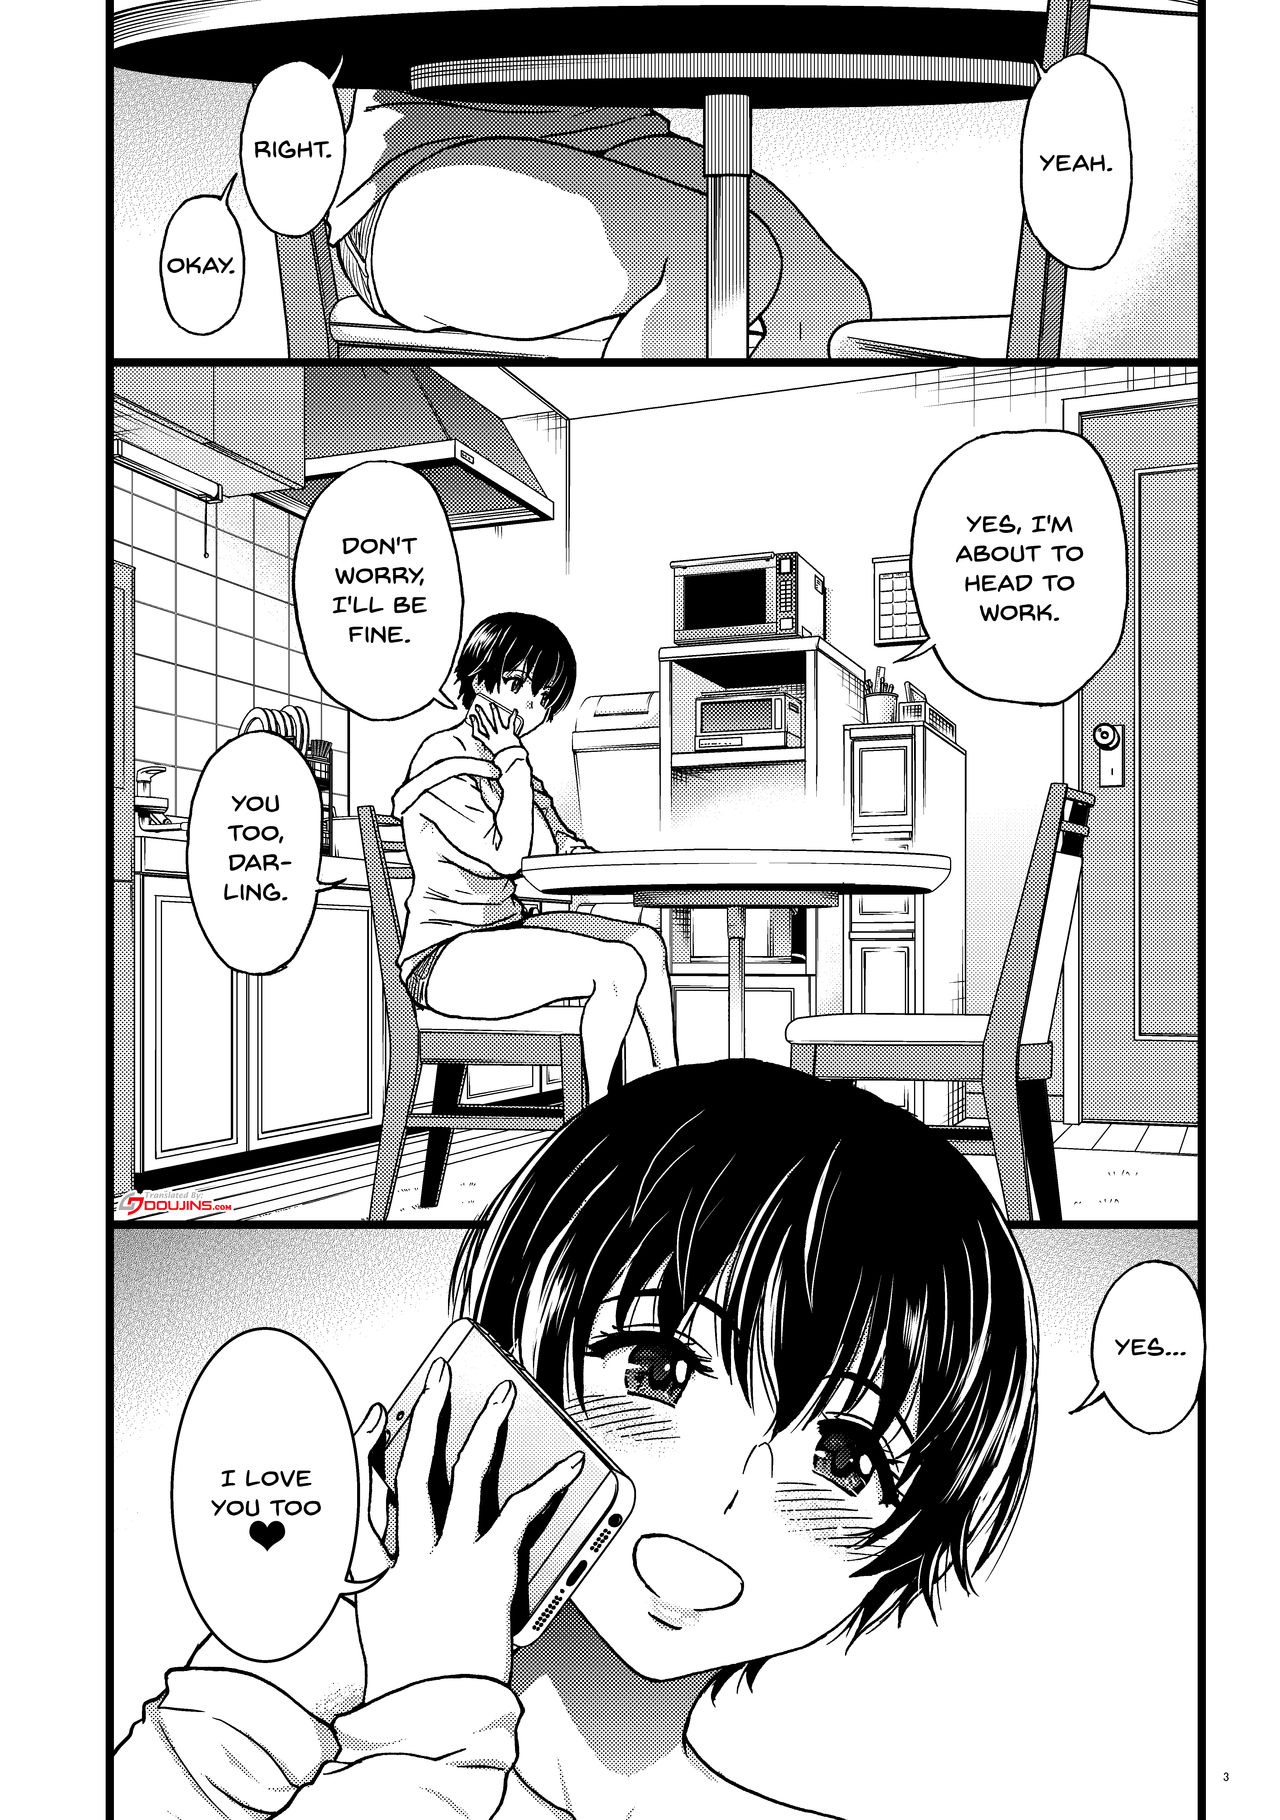 YEAH.
RIGHT.
OKAY.
YES, I'M
ABOUT TO
HEAD TO
WORK.
DON'T
WORRY,
I'LL BE
FINE.
YOU
TOO,
DAR-
LING.
Translated By:
DOUJINS.COM
YES...
I LOVE
YOU TOO
❤
3